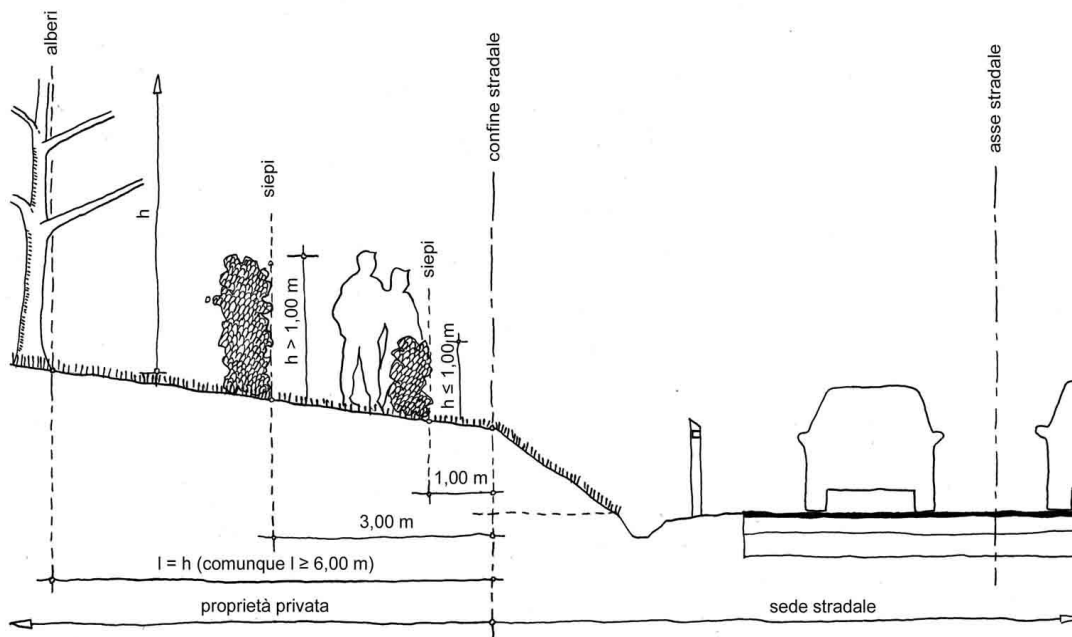 alberi
h
siepi
h > 1,00 m
siepi
h ≤ 1,00 m
confine stradale
asse stradale
1,00 m
3,00 m
l = h (comunque l ≥ 6,00 m)
proprietà privata
sede stradale